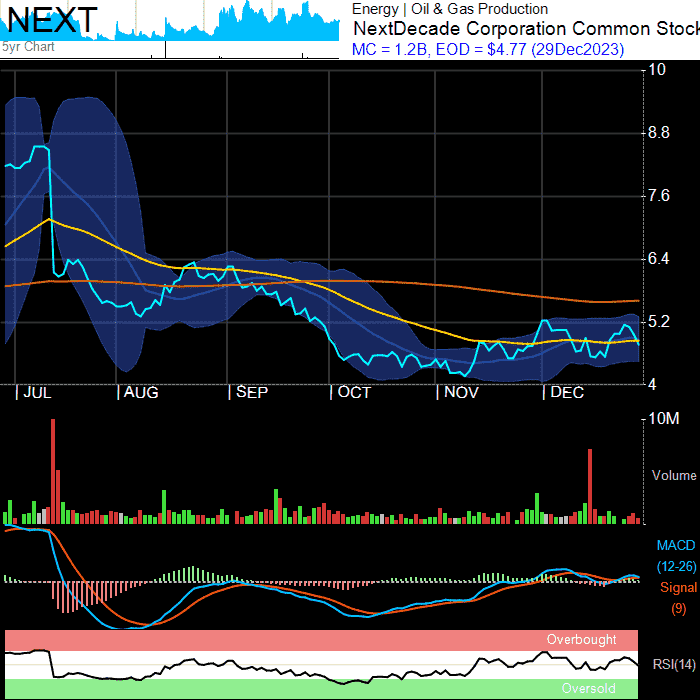 NEXT
5yr Chart
Energy | Oil & Gas Production
NextDecade Corporation Common Stock
MC = 1.2B, EOD = $4.77 (29Dec2023)
10
8.8
7.6
6.4
5.2
4
JUL AUG SEP OCT NOV DEC
10M
Volume
MACD
(12-26)
Signal
(9)
Overbought
RSI(14)
Oversold